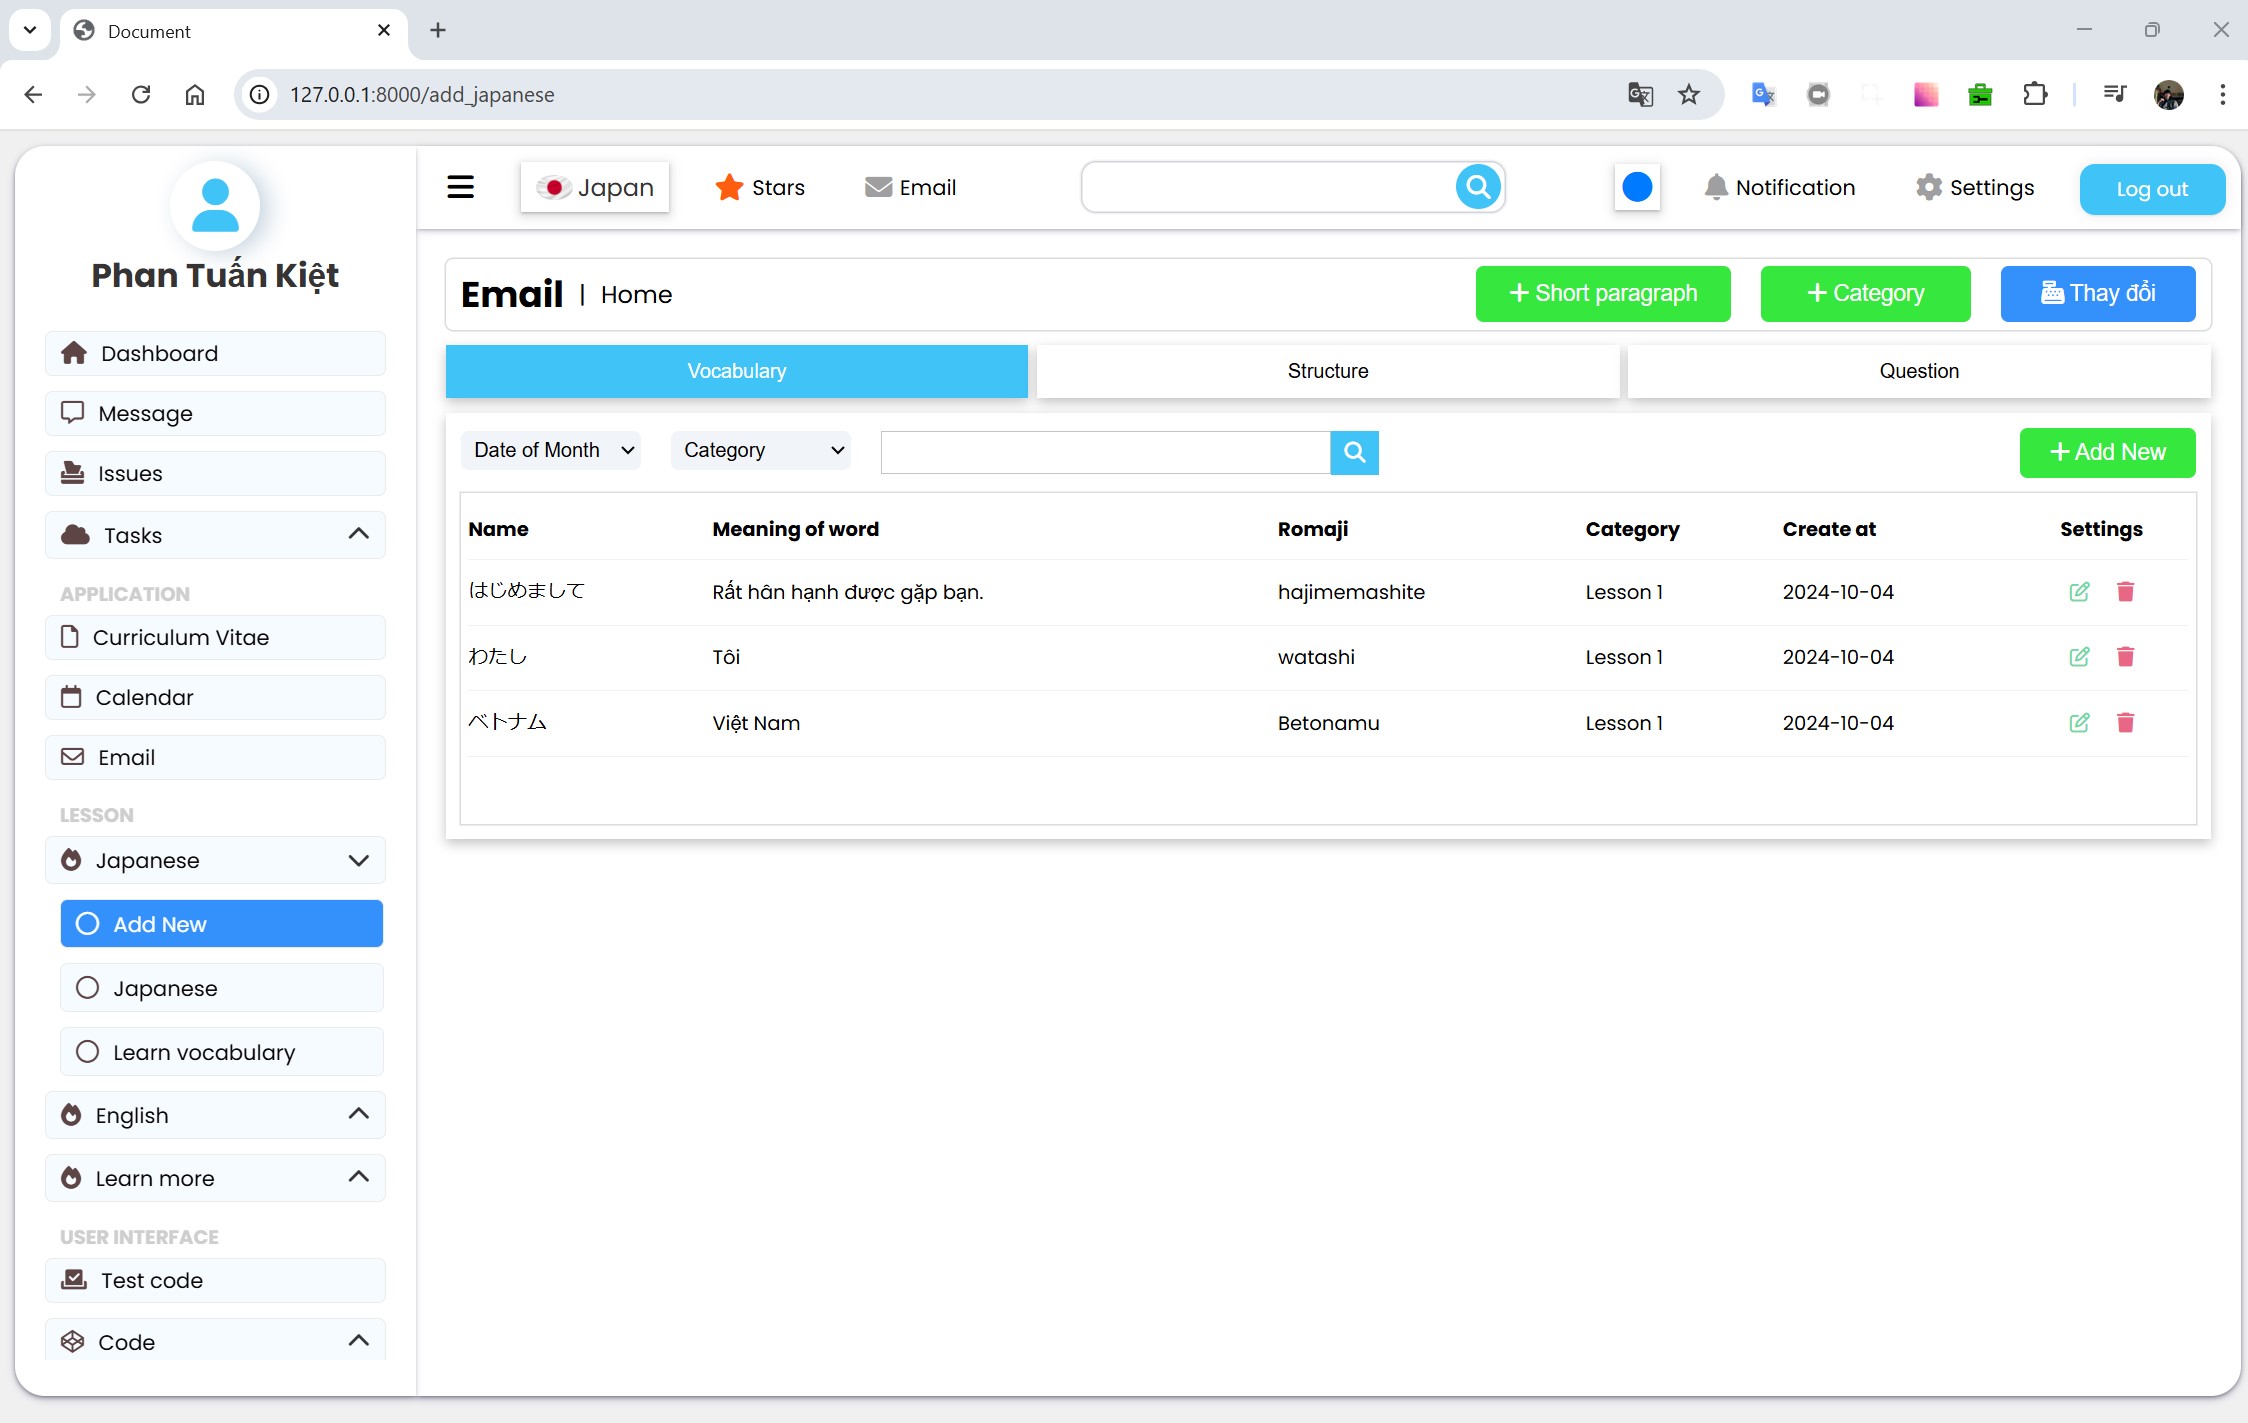 Document
127.0.0.1:8000/add_japanese
Phan Tuấn Kiệt
Dashboard
Message
Issues
Tasks
APPLICATION
Curriculum Vitae
Calendar
Email
LESSON
Japanese
Add New
Japanese
Learn vocabulary
English
Learn more
USER INTERFACE
Test code
Code
Japan Stars Email Notification Settings Log out
Email | Home + Short paragraph + Category Thay đổi
Vocabulary Structure Question
Date of Month Category + Add New
Name Meaning of word Romaji Category Create at Settings
はじめまして Rất hân hạnh được gặp bạn. hajimemashite Lesson 1 2024-10-04
わたし Tôi watashi Lesson 1 2024-10-04
ベトナム Việt Nam Betonamu Lesson 1 2024-10-04